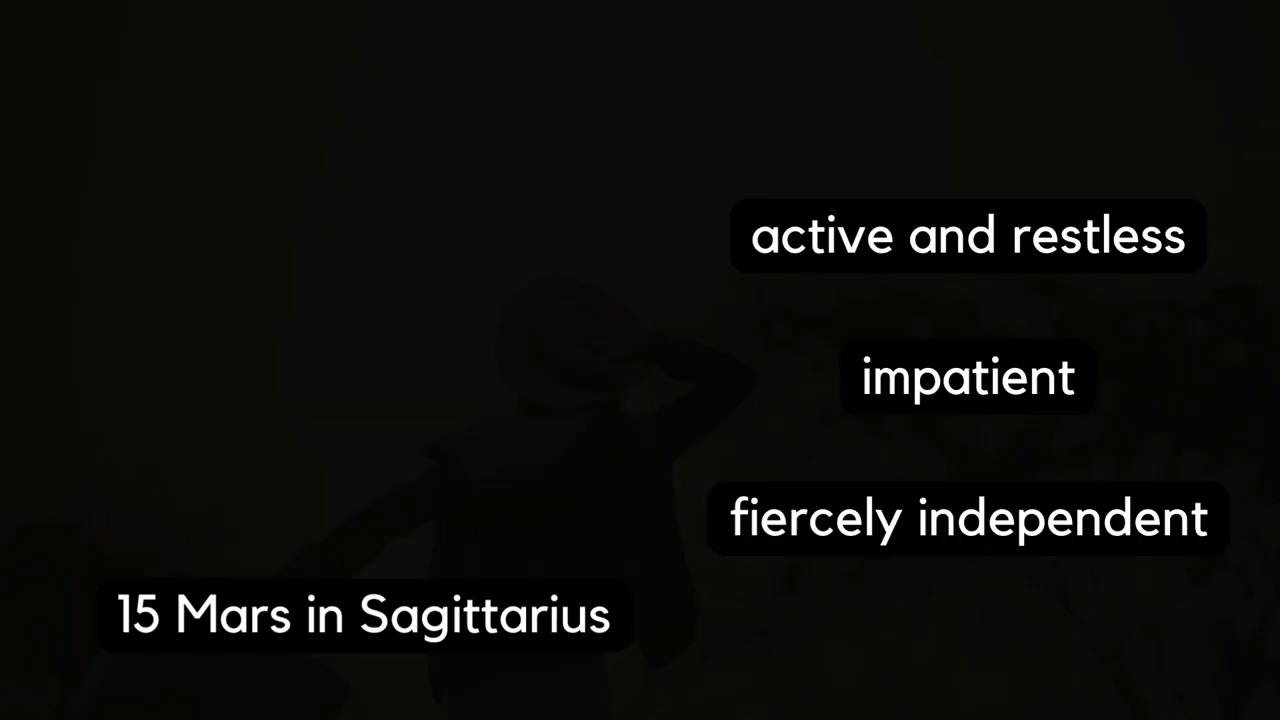 active and restless
impatient
fiercely independent
15 Mars in Sagittarius